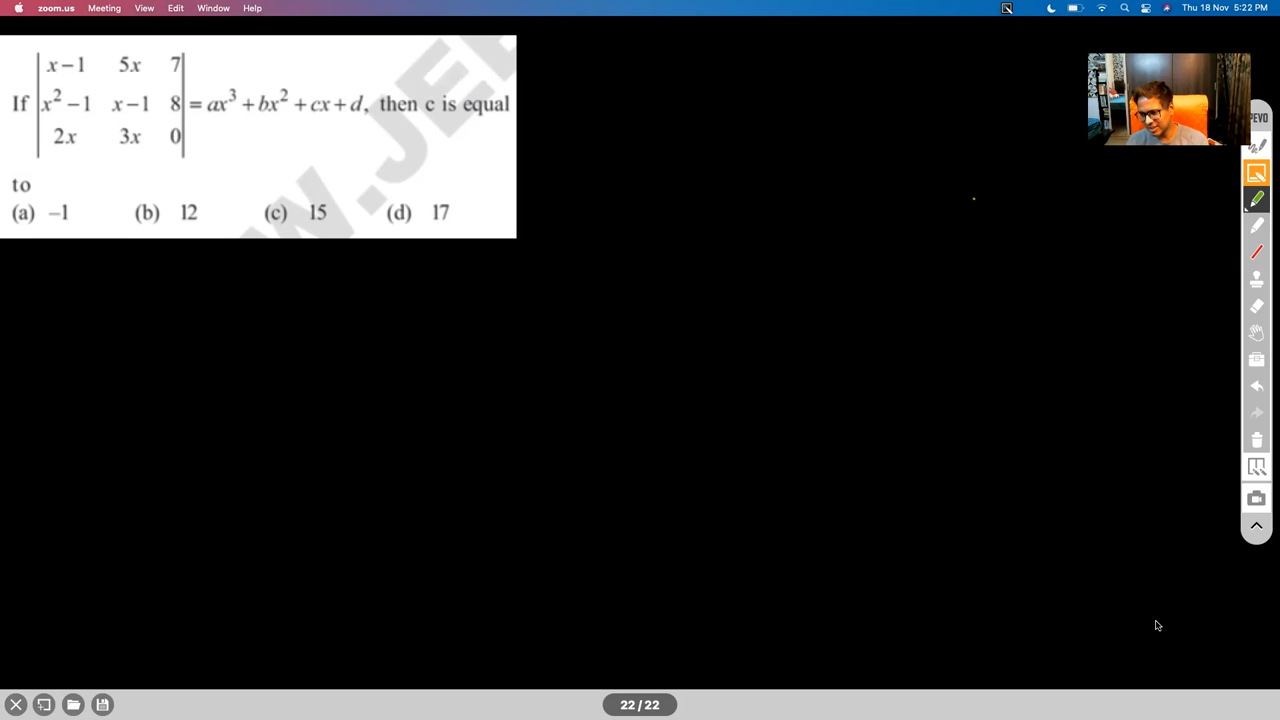 zoom.us Meeting View Edit Window Help Thu 18 Nov 5:22 PM
If |x−1 5x 7|
|x² −1 x−1 8| = ax³ + bx² + cx + d, then c is equal
|2x 3x 0|
to
(a) −1 (b) 12 (c) 15 (d) 17
W.JEE
22 / 22